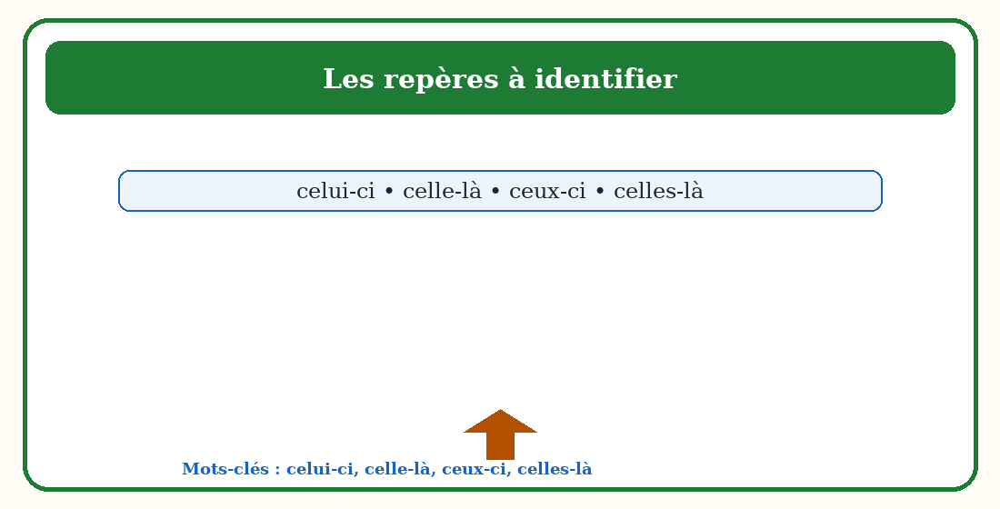 Les repères à identifier
celui-ci • celle-là • ceux-ci • celles-là
Mots-clés : celui-ci, celle-là, ceux-ci, celles-là